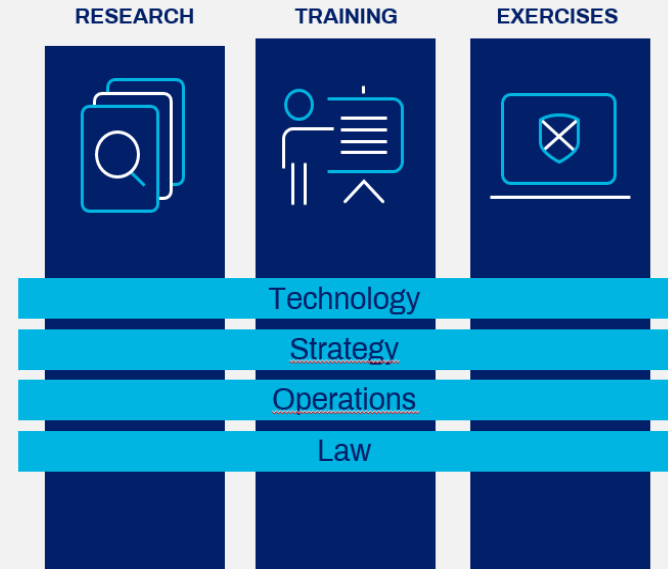 RESEARCH
TRAINING
EXERCISES
Technology
Strategy
Operations
Law